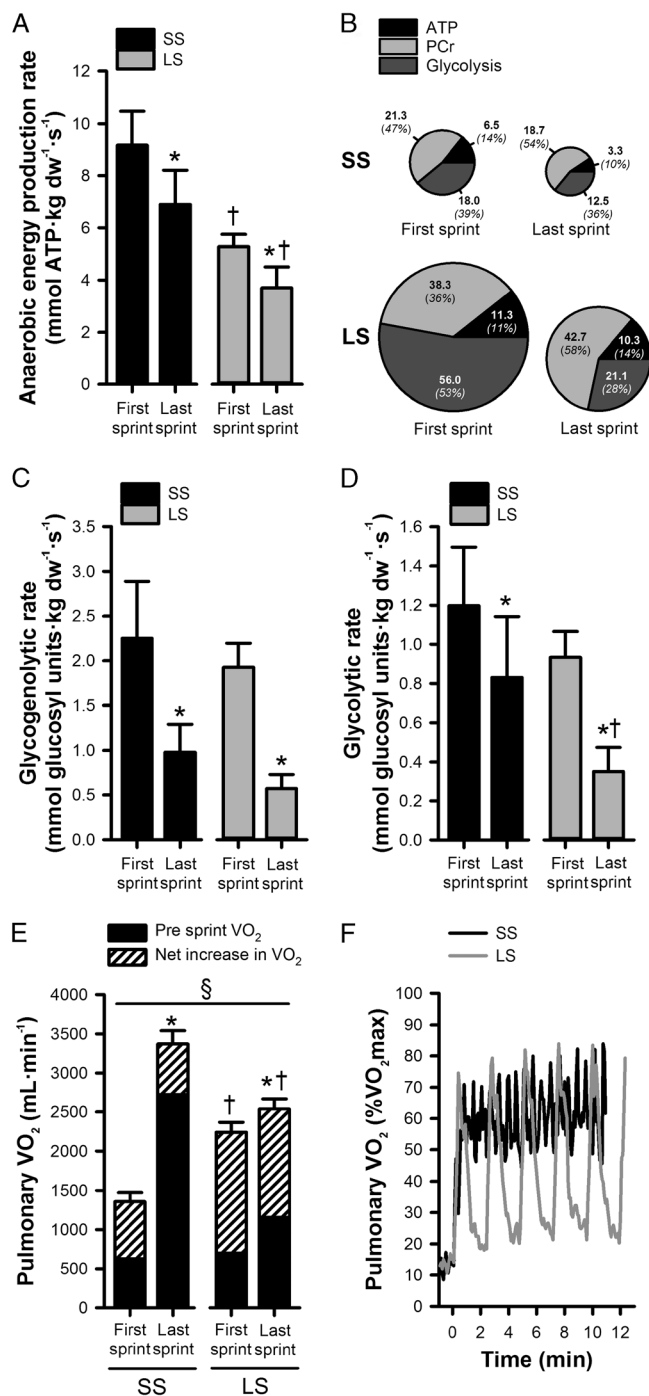 A
SS
LS
Anaerobic energy production rate
(mmol ATP·kg dw⁻¹·s⁻¹)
12
10
8
6
4
2
0
*
†
*†
First sprint
Last sprint
First sprint
Last sprint
B
ATP
PCr
Glycolysis
SS
21.3
(47%)
6.5
(14%)
18.0
(39%)
First sprint
18.7
(54%)
3.3
(10%)
12.5
(36%)
Last sprint
LS
38.3
(36%)
11.3
(11%)
56.0
(53%)
First sprint
42.7
(58%)
10.3
(14%)
21.1
(28%)
Last sprint
C
SS
LS
Glycogenolytic rate
(mmol glucosyl units·kg dw⁻¹·s⁻¹)
3.5
3.0
2.5
2.0
1.5
1.0
0.5
0.0
*
*
First sprint
Last sprint
First sprint
Last sprint
D
SS
LS
Glycolytic rate
(mmol glucosyl units·kg dw⁻¹·s⁻¹)
1.6
1.4
1.2
1.0
0.8
0.6
0.4
0.2
0.0
*
*†
First sprint
Last sprint
First sprint
Last sprint
E
Pre sprint VO₂
Net increase in VO₂
Pulmonary VO₂ (mL·min⁻¹)
4000
3500
3000
2500
2000
1500
1000
500
0
§
*
†
*†
First sprint
Last sprint
First sprint
Last sprint
SS
LS
F
SS
LS
Pulmonary VO₂ (%VO₂max)
100
90
80
70
60
50
40
30
20
10
0
0 2 4 6 8 10 12
Time (min)